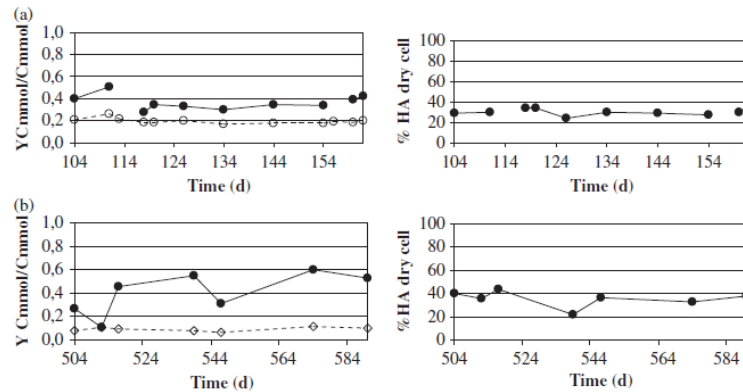 (a)
1,0
0,8
0,6
0,4
0,2
0,0
Y Cmmol/Cmmol
104 114 124 134 144 154
Time (d)
100
80
60
40
20
0
% HA dry cell
104 114 124 134 144 154
Time (d)
(b)
1,0
0,8
0,6
0,4
0,2
0,0
Y Cmmol/Cmmol
504 524 544 564 584
Time (d)
100
80
60
40
20
0
% HA dry cell
504 524 544 564 584
Time (d)